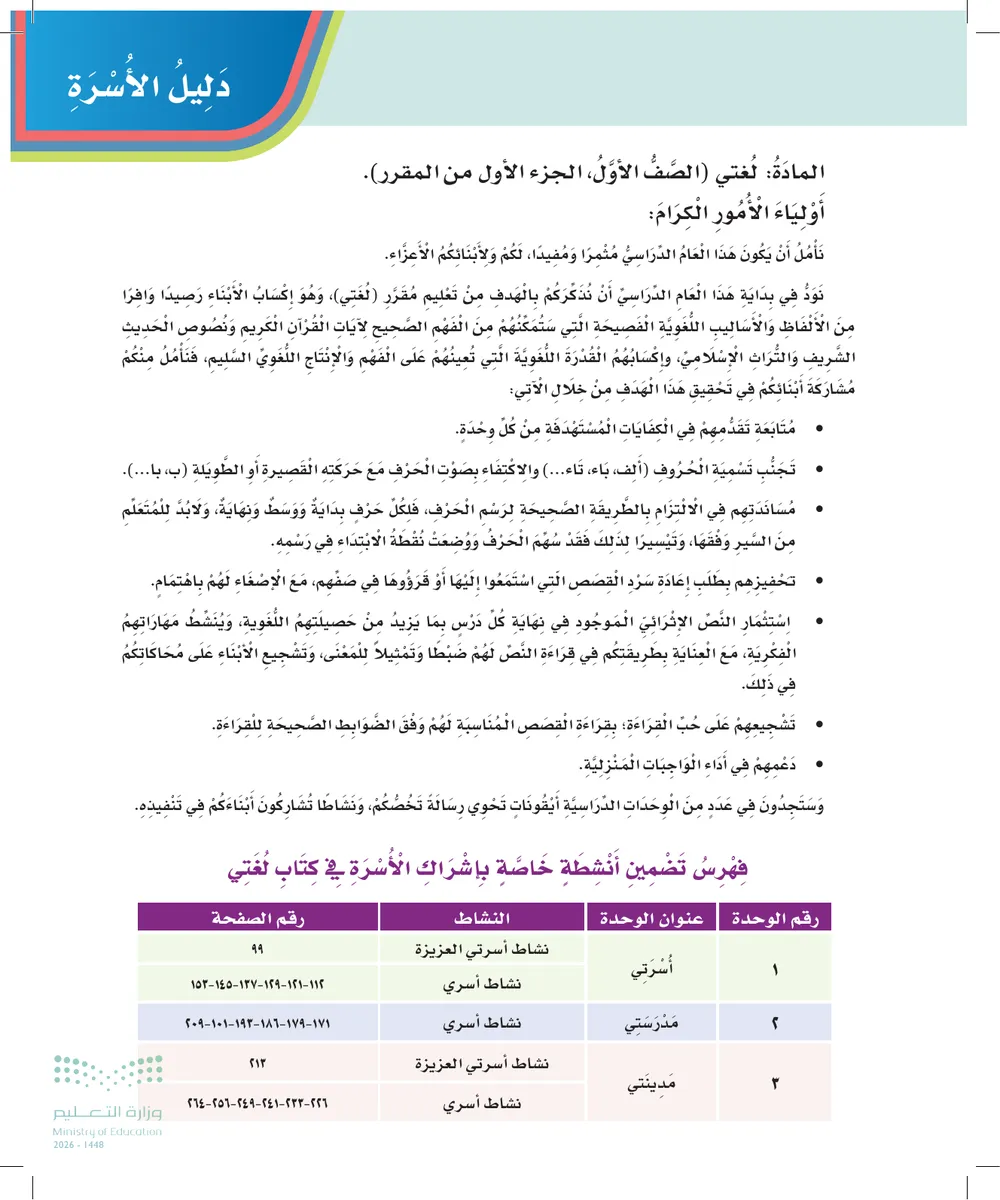 دَلِيلُ الأُسْرَةِ
المادَةُ: لُغتي (الصَّفُّ الأوَّلُ، الجزء الأول من المقرر).
أَوْلِيَاءَ الْأُمُورِ الْكِرَامَ:
نَأْمُلُ أَنْ يَكُونَ هَذَا الْعَامُ الدِّرَاسِيُّ مُثْمِرًا وَمُفِيدًا، لَكُمْ وَلِأَبْنَائِكُمُ الْأَعِزَّاءِ.
نَوَدُّ فِي بِدَايَةِ هَذَا الْعَامِ الدِّرَاسِيِّ أَنْ نُذَكِّرَكُمْ بِالْهَدفِ مِنْ تَعْلِيمِ مُقَرَّرِ (لُغَتي)، وَهُوَ إِكْسَابُ الْأَبْنَاءِ رَصِيدًا وَافِرًا
مِنَ الْأَلْفَاظِ وَالْأَسَالِيبِ اللُّغَوِيَّةِ الْفَصِيحَةِ الَّتي سَتُمَكِّنُهُمْ مِنَ الْفَهْمِ الصَّحِيحِ لِآيَاتِ الْقُرْآنِ الْكَرِيمِ وَنُصُوصِ الْحَدِيثِ
الشَّرِيفِ وَالتُّرَاثِ الْإِسْلَامِيِّ، وإِكْسَابُهُمُ الْقُدْرَةَ اللُّغَوِيَّةَ الَّتِي تُعِينُهُمْ عَلَى الْفَهْمِ وَالْإِنْتَاجِ اللُّغَوِيِّ السَّلِيمِ، فَنَأْمُلُ مِنْكُمْ
مُشَارَكَةَ أَبْنَائِكُمْ فِي تَحْقِيقِ هَذَا الْهَدَفِ مِنْ خِلَالِ الْآتِي:
• مُتَابَعَةِ تَقَدُّمِهِمْ فِي الْكِفَايَاتِ الْمُسْتَهْدَفَةِ مِنْ كُلِّ وِحْدَةٍ.
• تَجَنُّبِ تَسْمِيَةِ الْحُرُوفِ (أَلِف، بَاء، تَاء...) والِاكْتِفَاءِ بِصَوْتِ الْحَرْفِ مَعَ حَرَكَتِهِ الْقَصِيرةِ أَوِ الطَّوِيلَةِ (ب، با...).
• مُسَانَدَتِهِم فِي الْالْتِزَامِ بِالطَّرِيقَةِ الصَّحِيحَةِ لِرَسْمِ الْحَرْفِ، فَلِكُلِّ حَرْفٍ بِدَايَةٌ وَوَسَطٌ وَنِهَايَةٌ، وَلَابُدَّ لِلْمُتَعَلِّمِ
مِنَ السَّيرِ وَفْقَهَا، وَتَيْسِيرًا لِذَلِكَ فَقَدْ سُهِّمَ الْحَرْفُ وَوُضِعَتْ نُقْطَةُ الْابْتِدَاءِ فِي رَسْمِهِ.
• تحْفِيزِهِم بِطَلَبِ إِعَادَةِ سَرْدِ الْقِصَصِ الَّتِي اسْتَمَعُوا إِلَيْهَا أَوْ قَرَؤُوهَا فِي صَفِّهِم، مَعَ الْإِصْغَاءِ لَهُمْ بِاهْتِمَامٍ.
• اِسْتِثْمَارِ النَّصِّ الإثْرَائِيِّ الْمَوجُودِ فِي نِهَايَةِ كُلِّ دَرْسٍ بِمَا يَزِيدُ مِنْ حَصِيلَتِهِمُ اللُّغَوِيةِ، وَيُنَشِّطُ مَهَارَاتِهِمُ
الْفِكْرِيَةِ، مَعَ الْعِنَايَةِ بِطَرِيقَتِكُم فِي قِرَاءَةِ النَّصِّ لَهُمْ ضَبْطًا وَتَمْثِيلاً لِلْمَعْنَى، وَتَشْجِيعِ الْأَبْنَاءِ عَلَى مُحَاكَاتِكُمْ
فِي ذَلِكَ.
• تَشْجِيعِهِمْ عَلَى حُبِّ الْقِرَاءَةِ؛ بِقِرَاءَةِ الْقِصَصِ الْمُنَاسِبَةِ لَهُمْ وَفْقَ الضَّوَابِطِ الصَّحِيحَةِ لِلْقِرَاءَةِ.
• دَعْمِهِمْ فِي أَدَاءِ الْوَاجِبَاتِ الْمَنْزِلِيَّةِ.
وَسَتَجِدُونَ فِي عَدَدٍ مِنَ الْوِحَدَاتِ الدِّرَاسِيَّةِ أَيْقُونَاتٍ تَحْوِي رِسَالَةً تَخُصُّكُمْ، وَنَشَاطًا تُشَارِكُونَ أَبْنَاءَكُمْ فِي تَنْفِيذِهِ.
فِهْرِسُ تَضْمِينِ أَنْشِطَةٍ خَاصَّةٍ بِإِشْرَاكِ الْأُسْرَةِ فِي كِتَابِ لُغَتِي
رقم الوحدة عنوان الوحدة النشاط رقم الصفحة
١ أُسْرَتِي نشاط أسرتي العزيزة ٩٩
نشاط أسري ١١٢-١٢١-١٢٩-١٣٧-١٤٥-١٥٣
٢ مَدْرَسَتِي نشاط أسري ١٧١-١٧٩-١٨٦-١٩٣-١٠١-٢٠٩
٣ مَدِينَتي نشاط أسرتي العزيزة ٢١٣
نشاط أسري ٢٢٦-٢٣٣-٢٤١-٢٤٩-٢٥٦-٢٦٤
وزارة التعليم
Ministry of Education
2026 - 1448